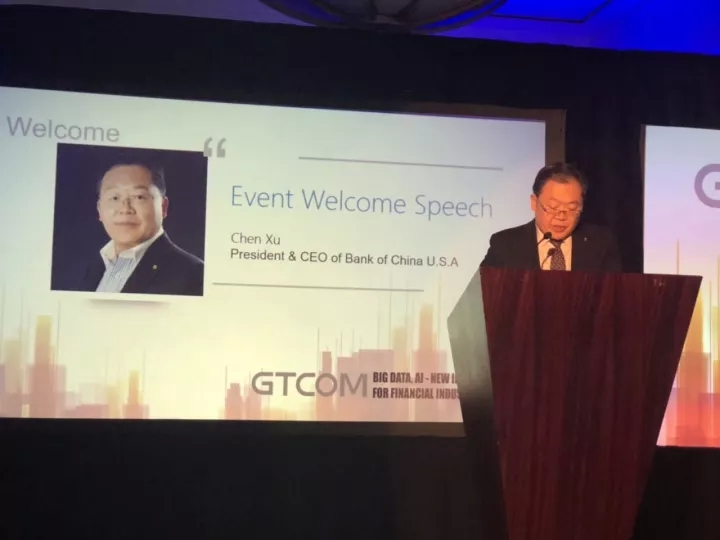 Welcome
“
Event Welcome Speech
Chen Xu
President & CEO of Bank of China U.S.A
GTCOM
BIG DATA, AI - NEW
FOR FINANCIAL
G